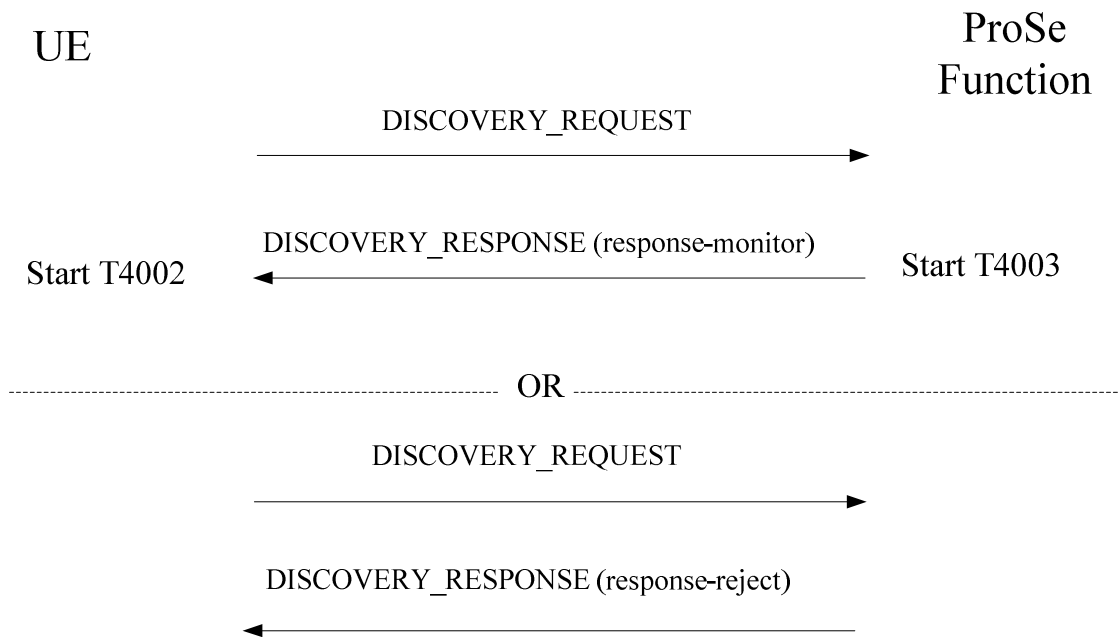 UE
ProSe
Function
DISCOVERY_REQUEST
DISCOVERY_RESPONSE (response-monitor)
Start T4002
Start T4003
OR
DISCOVERY_REQUEST
DISCOVERY_RESPONSE (response-reject)